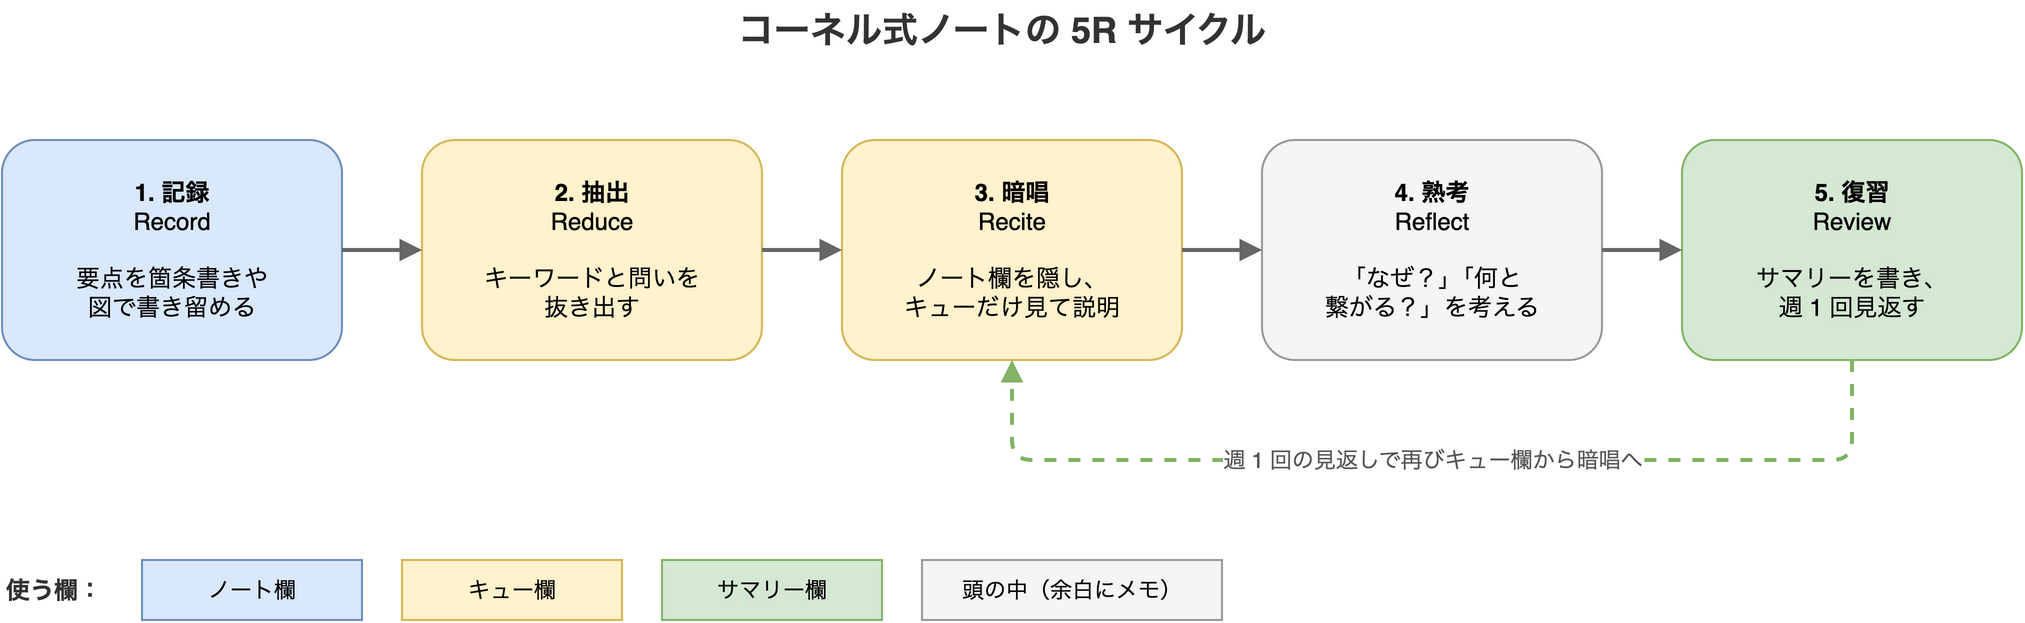 コーネル式ノートの 5R サイクル
1. 記録
Record
要点を箇条書きや
図で書き留める
2. 抽出
Reduce
キーワードと問いを
抜き出す
3. 暗唱
Recite
ノート欄を隠し、
キューだけ見て説明
4. 熟考
Reflect
「なぜ？」「何と
繋がる？」を考える
5. 復習
Review
サマリーを書き、
週 1 回見返す
週 1 回の見返しで再びキュー欄から暗唱へ
使う欄：
ノート欄
キュー欄
サマリー欄
頭の中（余白にメモ）